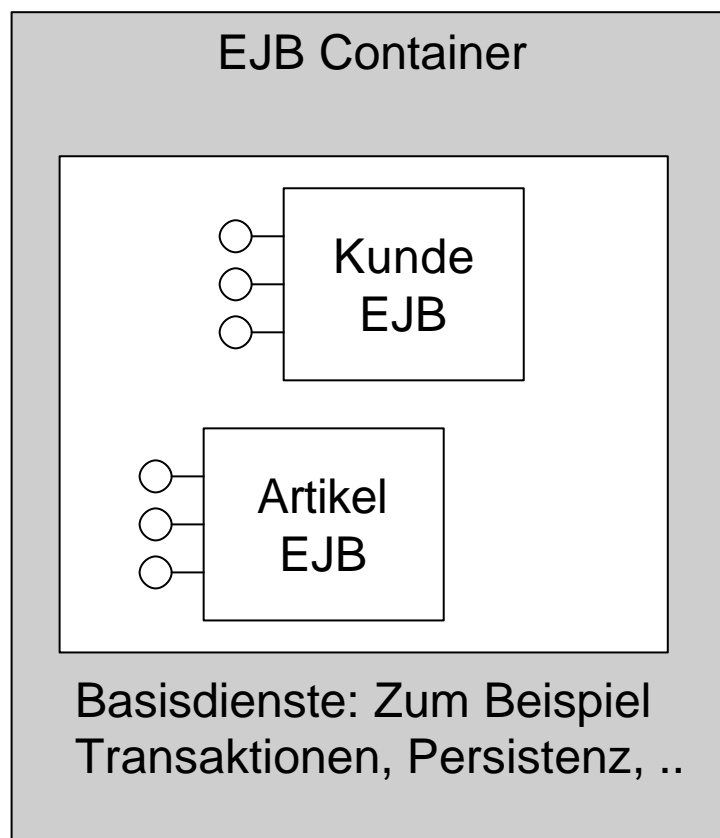 EJB Container
Kunde
EJB
Artikel
EJB
Basisdienste: Zum Beispiel
Transaktionen, Persistenz, ..